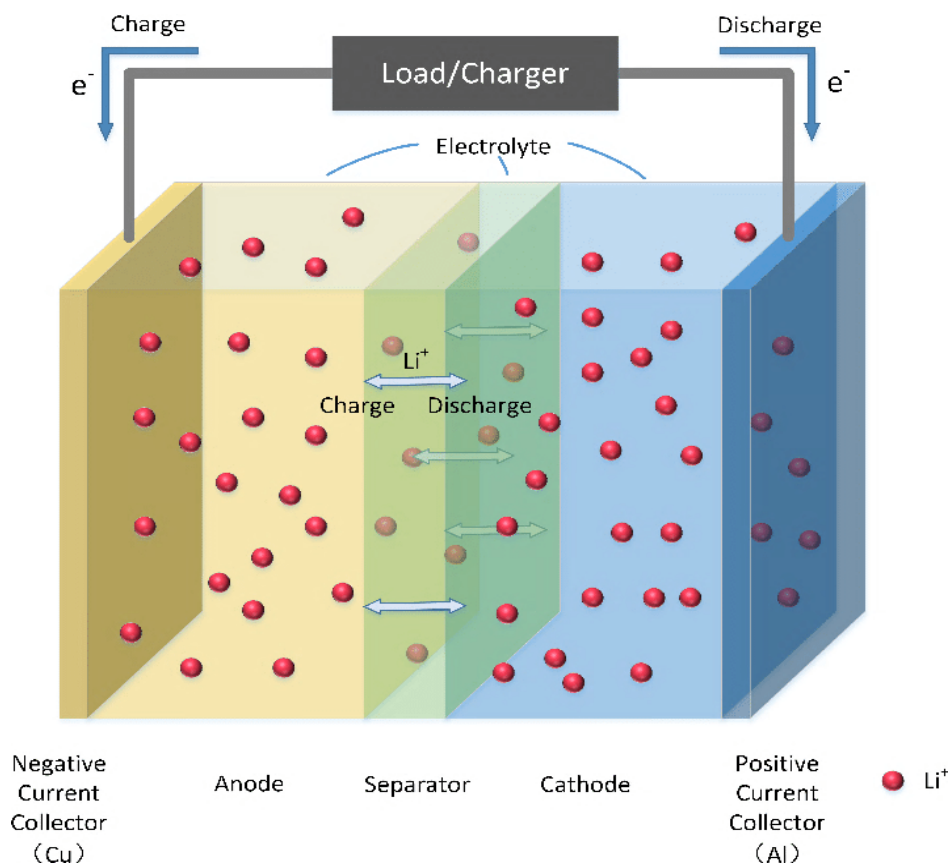 Charge
Discharge
e⁻
Load/Charger
e⁻
Electrolyte
Li⁺
Charge
Discharge
Negative
Current
Collector
（Cu）
Anode
Separator
Cathode
Positive
Current
Collector
（Al）
Li⁺